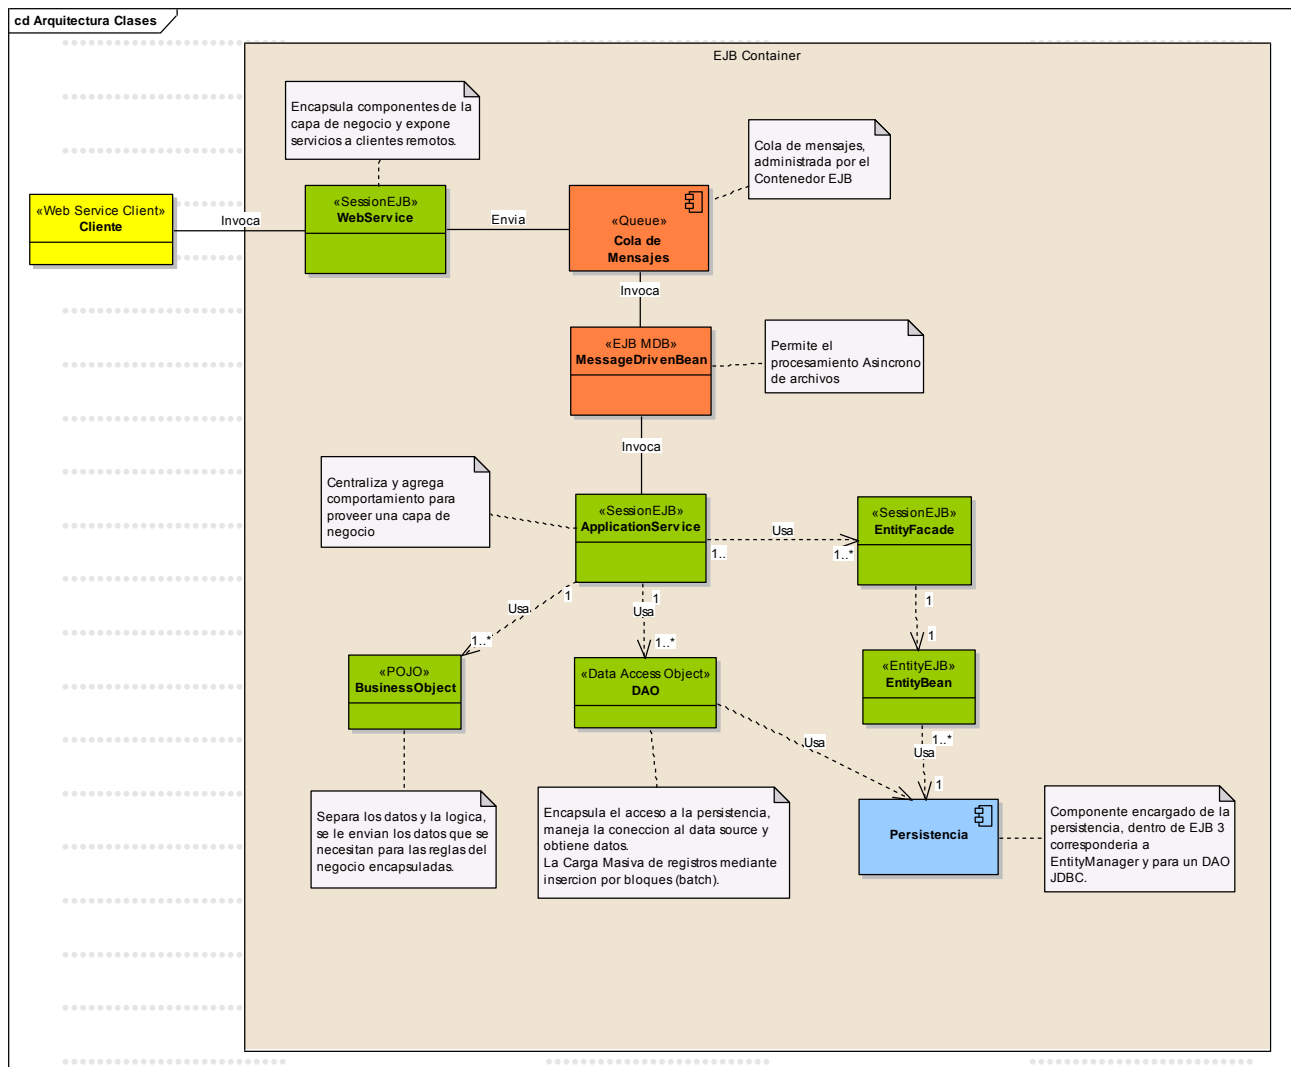 cd Arquitectura Clases
EJB Container
Encapsula componentes de la
capa de negocio y expone
servicios a clientes remotos.
Cola de mensajes,
administrada por el
Contenedor EJB
«Web Service Client»
Cliente
Invoca
«SessionEJB»
WebService
Envia
«Queue»
Cola de
Mensajes
Invoca
«EJB MDB»
MessageDrivenBean
Permite el
procesamiento Asincrono
de archivos
Invoca
Centraliza y agrega
comportamiento para
proveer una capa de
negocio
«SessionEJB»
ApplicationService
Usa
1..
1..*
«SessionEJB»
EntityFacade
1
1
Usa
1..*
1
Usa
1..*
1
«POJO»
BusinessObject
«Data Access Object»
DAO
«EntityEJB»
EntityBean
Usa
1..*
Usa
1
Separa los datos y la logica,
se le envian los datos que se
necesitan para las reglas del
negocio encapsuladas.
Encapsula el acceso a la persistencia,
maneja la coneccion al data source y
obtiene datos.
La Carga Masiva de registros mediante
insercion por bloques (batch).
Persistencia
Componente encargado de la
persistencia, dentro de EJB 3
corresponderia a
EntityManager y para un DAO
JDBC.